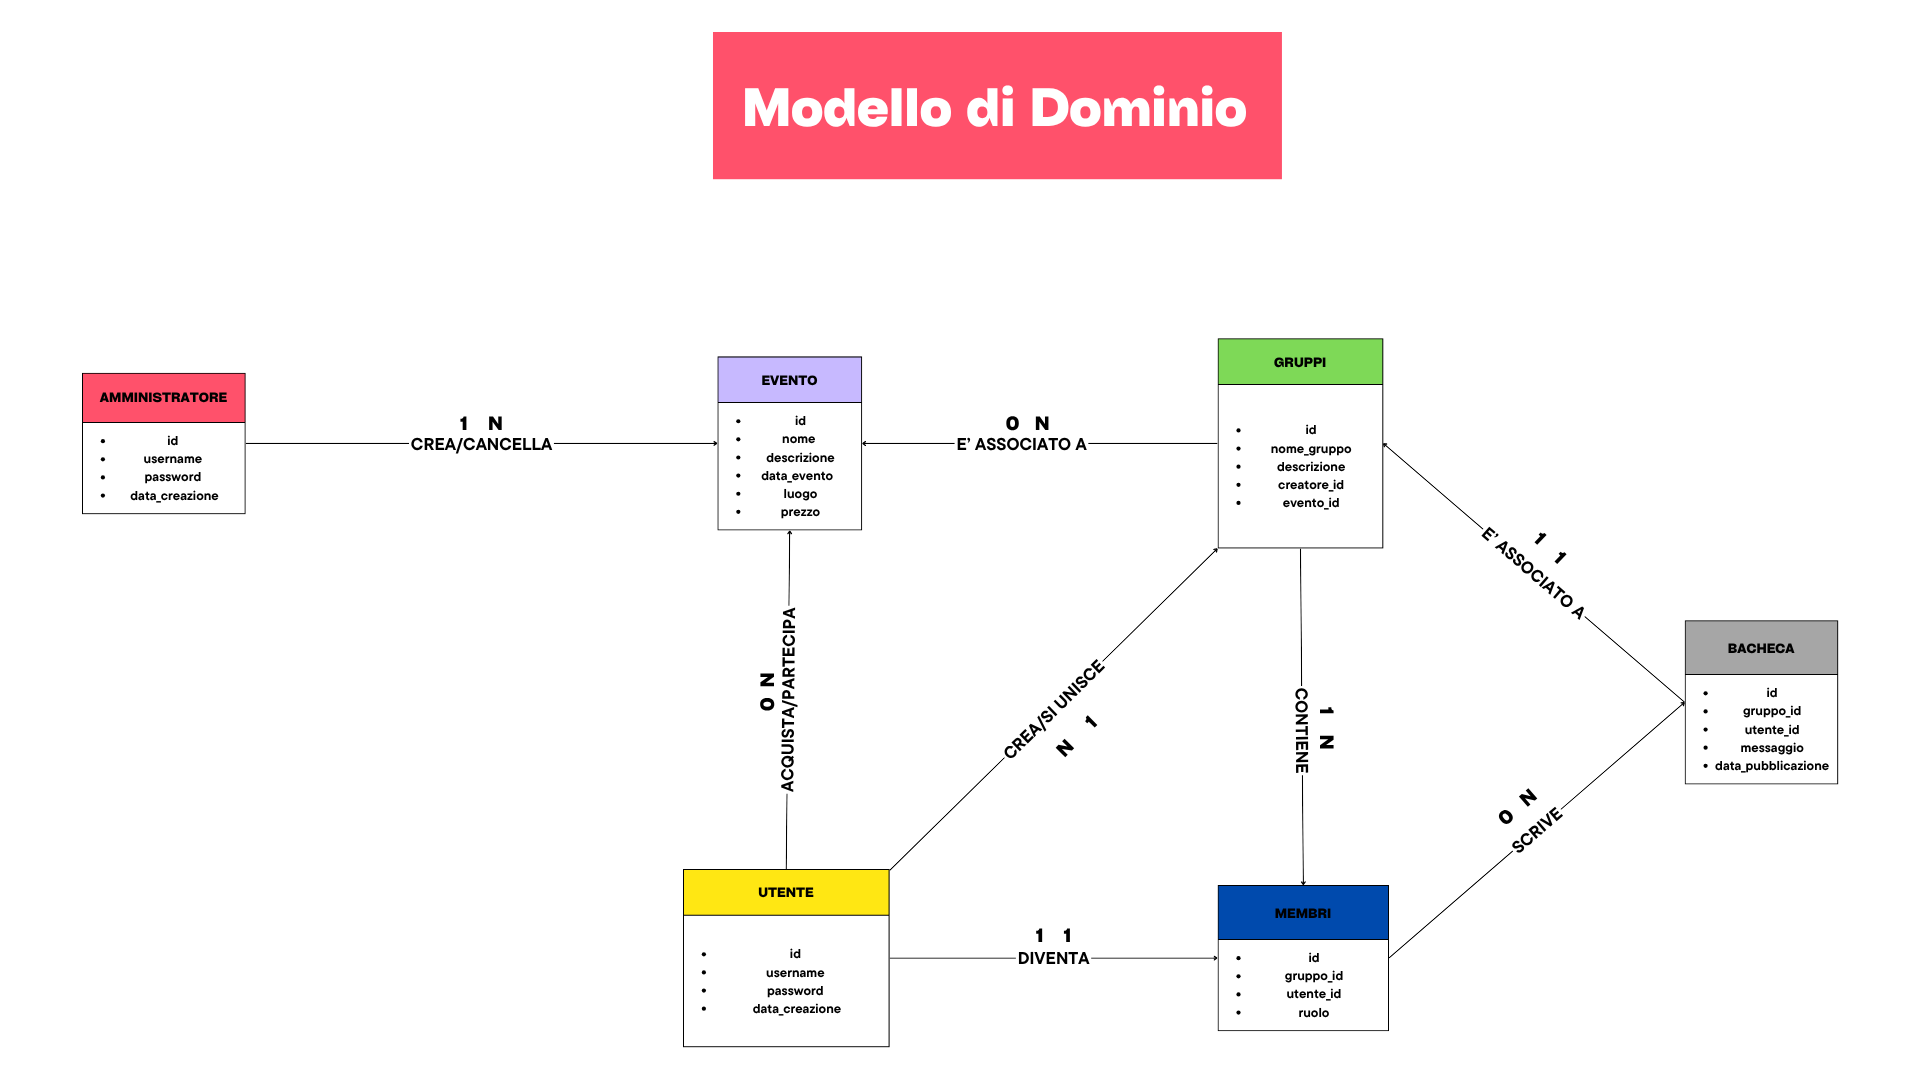 Modello di Dominio
AMMINISTRATORE
• id
• username
• password
• data_creazione
1 N
CREA/CANCELLA
EVENTO
• id
• nome
• descrizione
• data_evento
• luogo
• prezzo
0 N
E' ASSOCIATO A
GRUPPI
• id
• nome_gruppo
• descrizione
• creatore_id
• evento_id
1 1
E' ASSOCIATO A
BACHECA
• id
• gruppo_id
• utente_id
• messaggio
• data_pubblicazione
0 N
ACQUISTA/PARTECIPA
CREA/SI UNISCE
N 1
CONTIENE
1 N
0 N
SCRIVE
UTENTE
• id
• username
• password
• data_creazione
1 1
DIVENTA
MEMBRI
• id
• gruppo_id
• utente_id
• ruolo